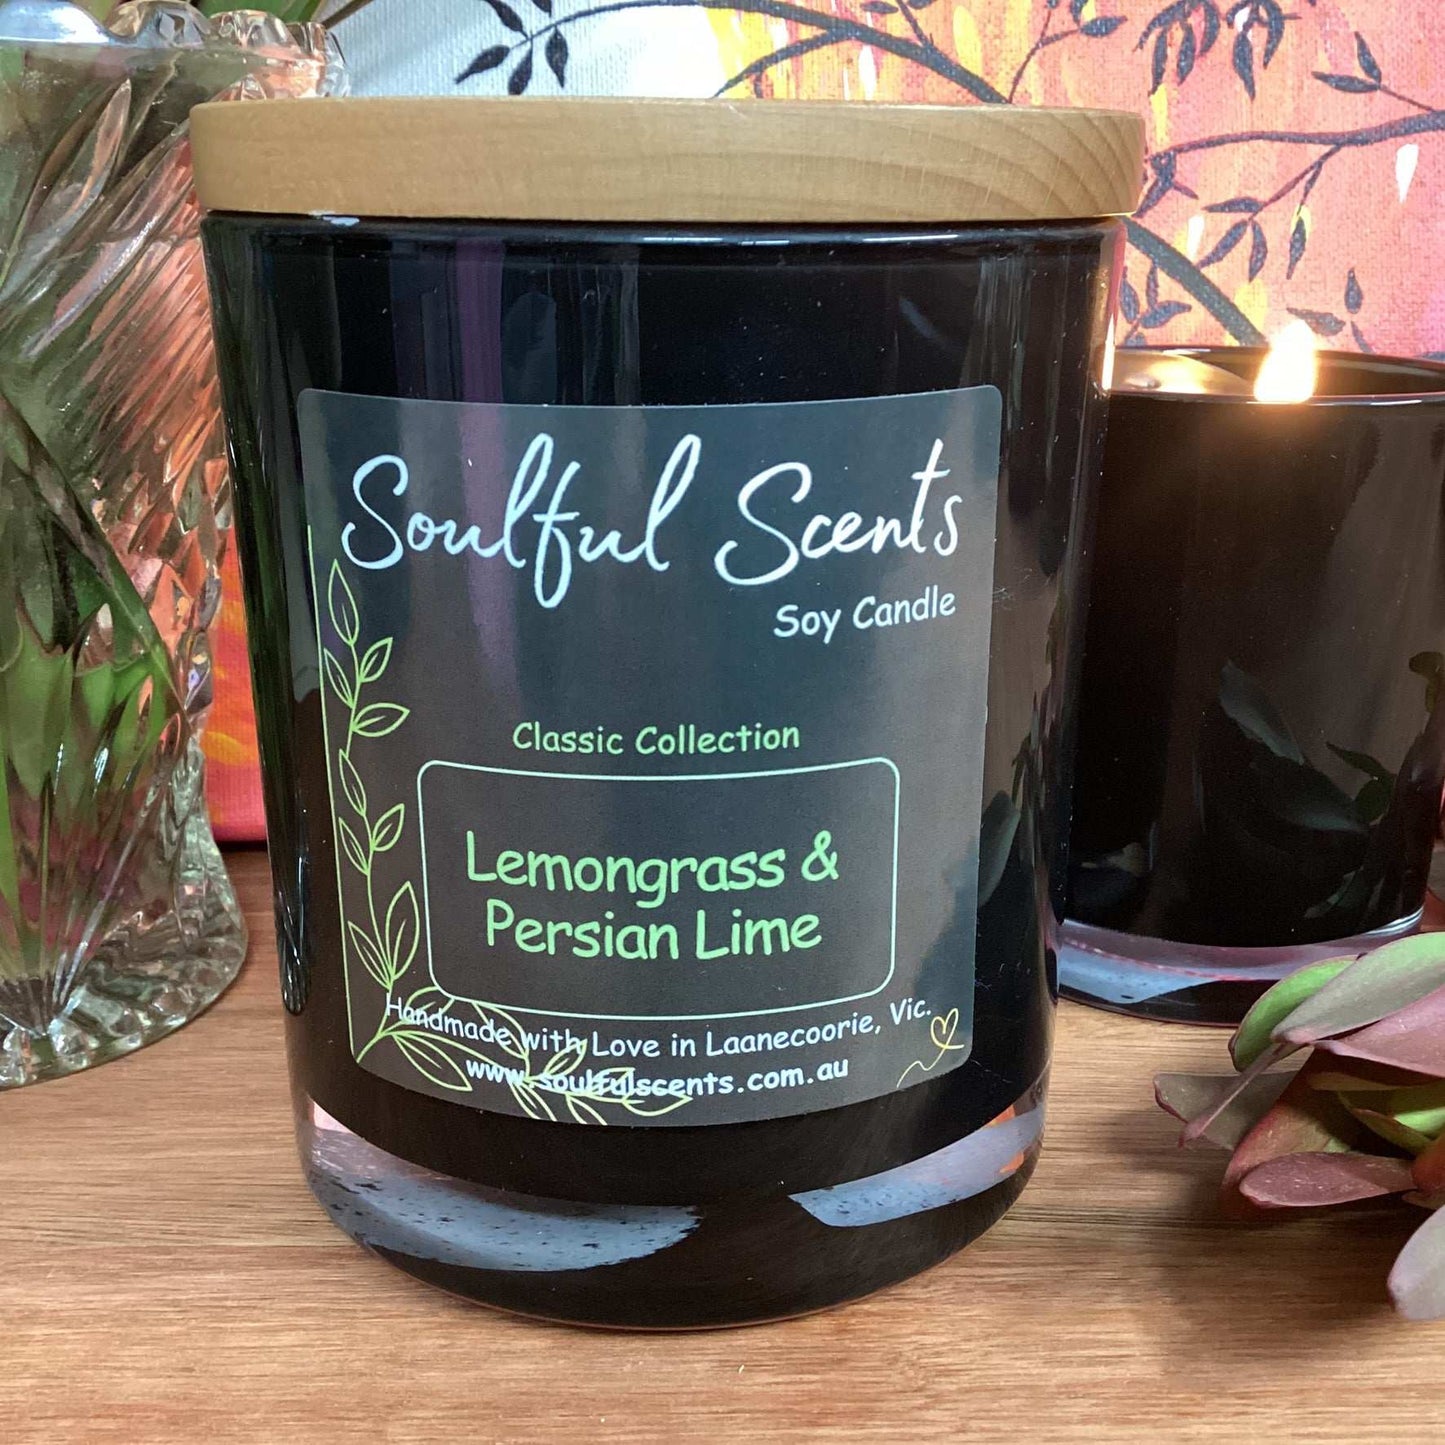 Soulful Scents
Soy Candle
Classic Collection
Lemongrass &
Persian Lime
Handmade with Love in Laanecoorie, Vic.
www.soulfulscents.com.au